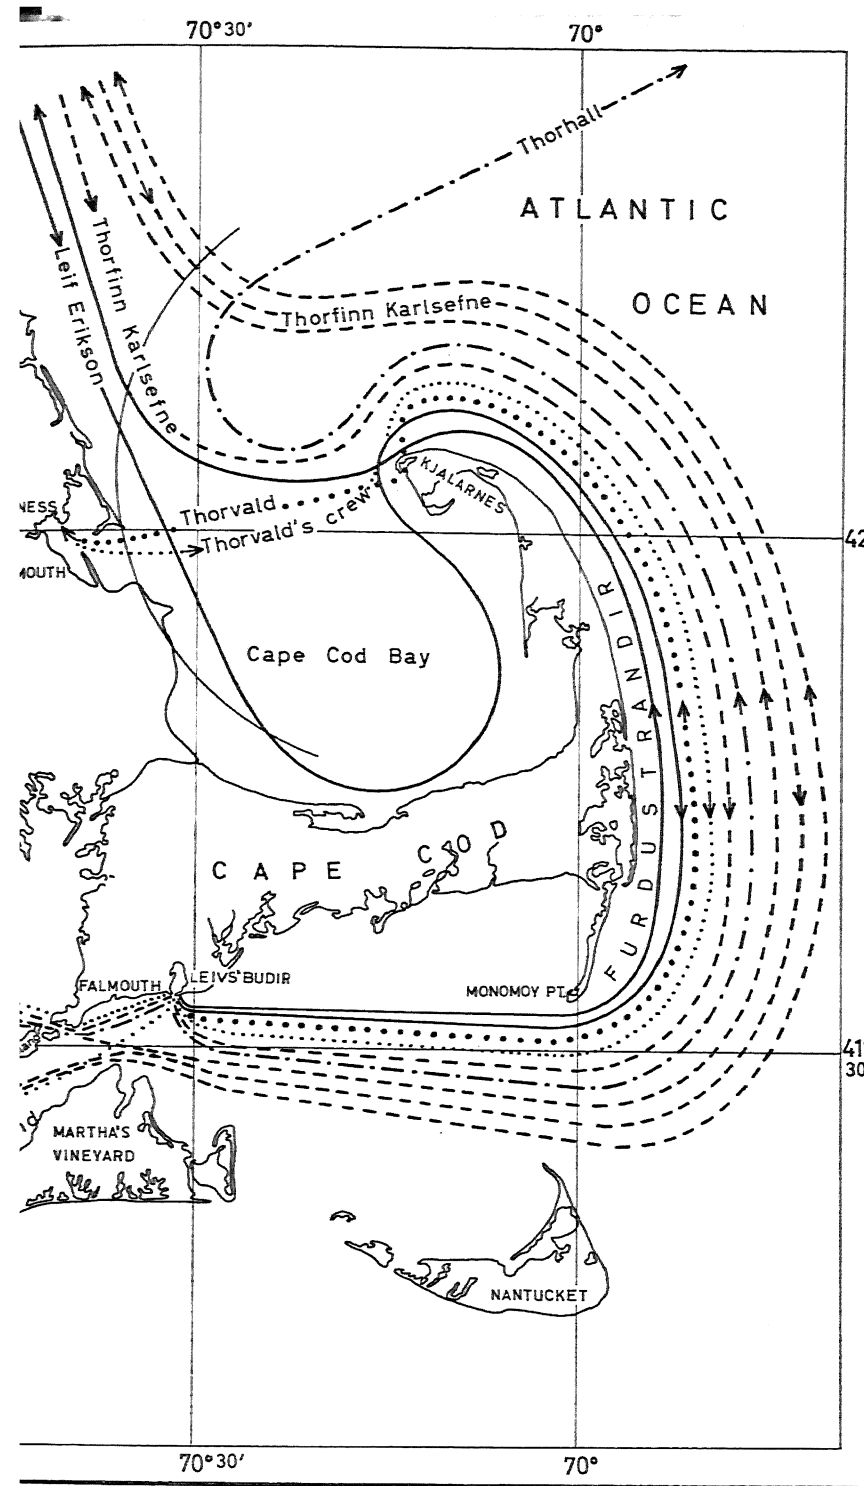 70°30'
70°
Thorhall
ATLANTIC
OCEAN
Thorfinn Karlsefne
Leif Erikson
Thorfinn Karlsefne
KJALARNES
NESS
Thorvald
Thorvald's crew
42
MOUTH
Cape Cod Bay
FURDUSTRANDIR
CAPE COD
FALMOUTH
LEIVS BUDIR
MONOMOY PT.
41°
30
MARTHA'S
VINEYARD
NANTUCKET
70°30'
70°